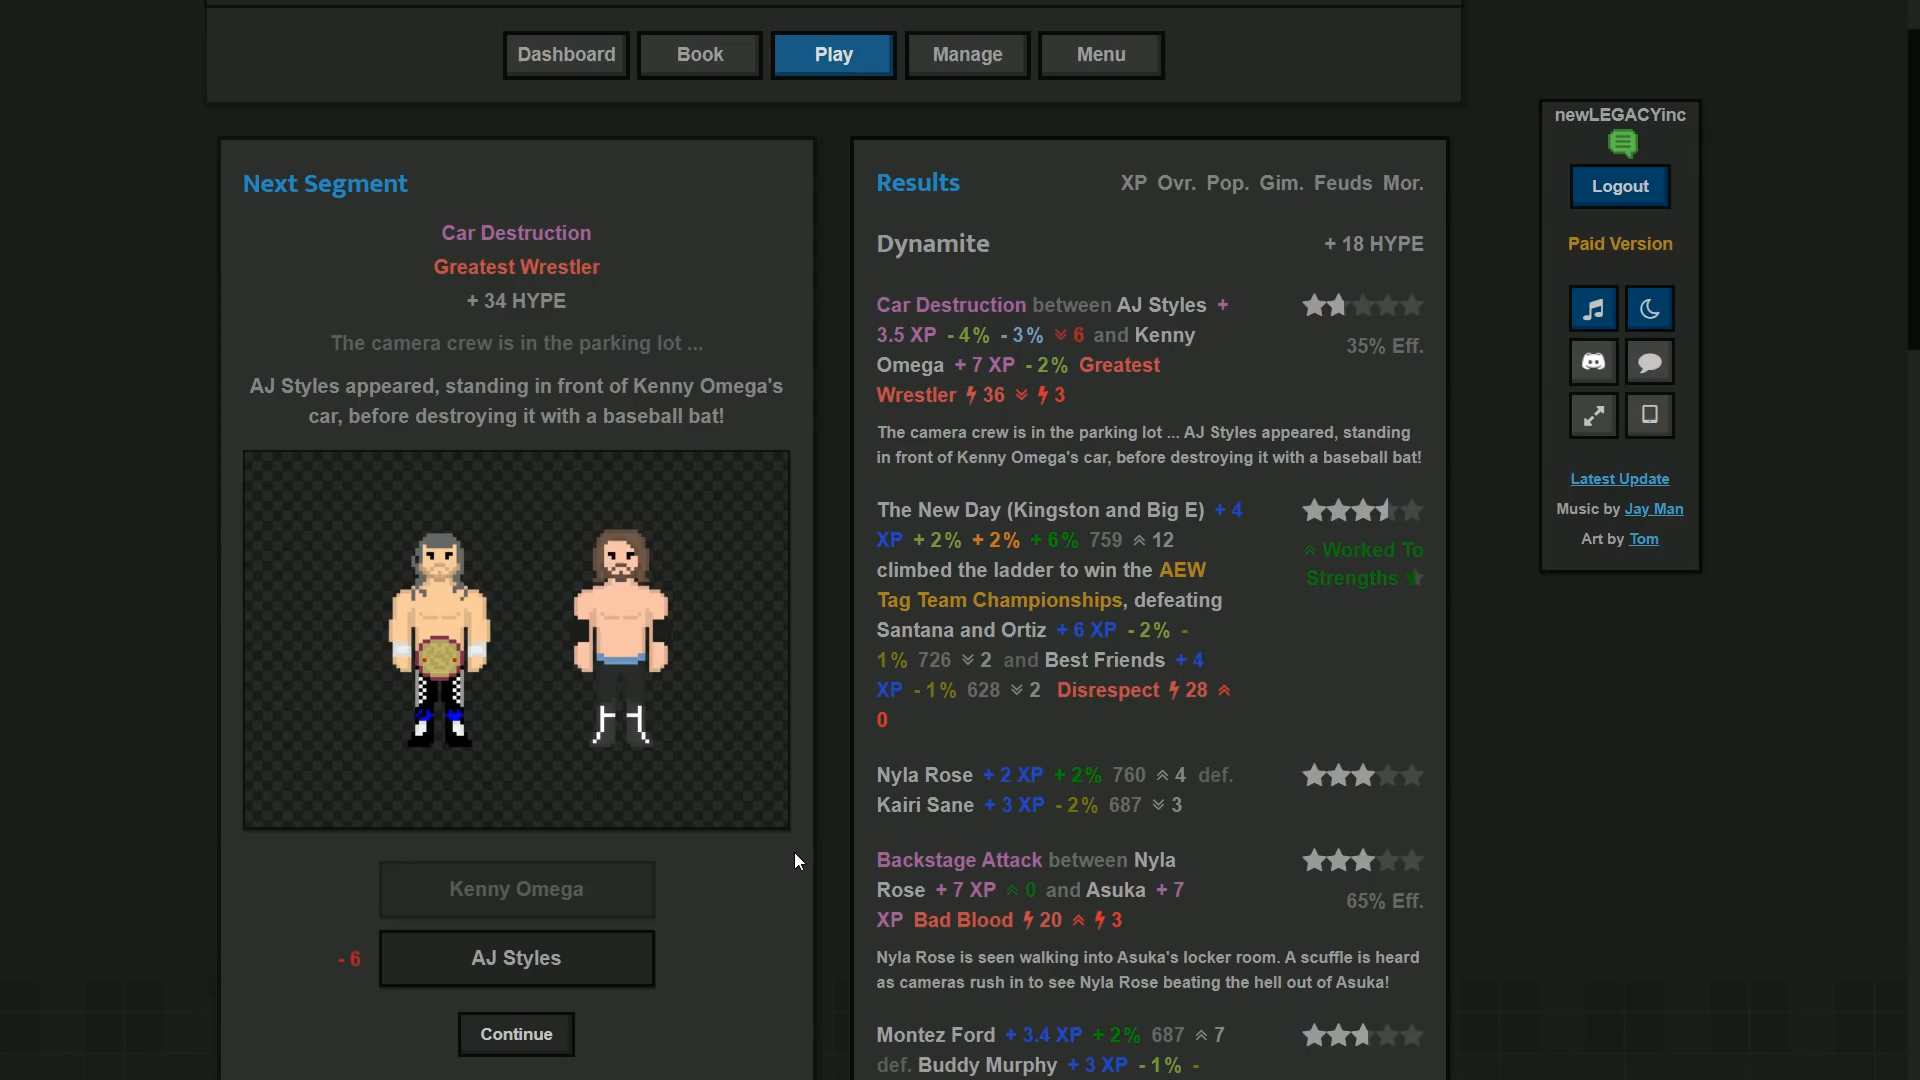 Dashboard Book Play Manage Menu
Next Segment
Car Destruction
Greatest Wrestler
+ 34 HYPE
The camera crew is in the parking lot ...
AJ Styles appeared, standing in front of Kenny Omega's
car, before destroying it with a baseball bat!
Kenny Omega
- 6 AJ Styles
Continue
Results XP Ovr. Pop. Gim. Feuds Mor.
Dynamite + 18 HYPE
Car Destruction between AJ Styles +
3.5 XP - 4% - 3% 6 and Kenny
Omega + 7 XP - 2% Greatest
Wrestler 36 3
35% Eff.
The camera crew is in the parking lot ... AJ Styles appeared, standing
in front of Kenny Omega's car, before destroying it with a baseball bat!
The New Day (Kingston and Big E) + 4
XP + 2% + 2% + 6% 759 12
climbed the ladder to win the AEW
Tag Team Championships, defeating
Santana and Ortiz + 6 XP - 2% -
1% 726 2 and Best Friends + 4
XP - 1% 628 2 Disrespect 28
0
Worked To
Strengths
Nyla Rose + 2 XP + 2% 760 4 def.
Kairi Sane + 3 XP - 2% 687 3
Backstage Attack between Nyla
Rose + 7 XP 0 and Asuka + 7
XP Bad Blood 20 3
65% Eff.
Nyla Rose is seen walking into Asuka's locker room. A scuffle is heard
as cameras rush in to see Nyla Rose beating the hell out of Asuka!
Montez Ford + 3.4 XP + 2% 687 7
def. Buddy Murphy + 3 XP - 1% -
newLEGACYinc
Logout
Paid Version
Latest Update
Music by Jay Man
Art by Tom